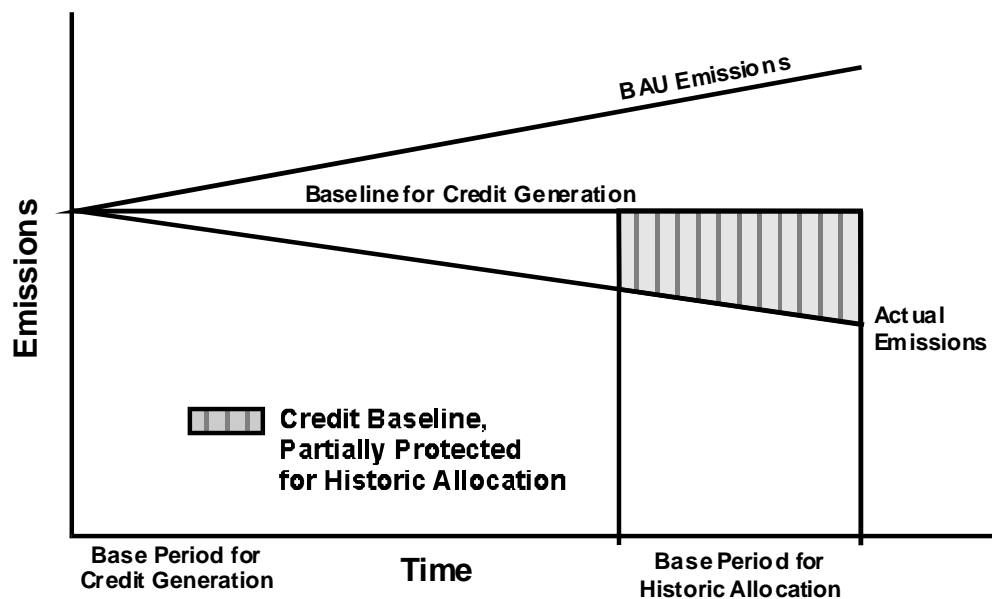 BAU Emissions
Baseline for Credit Generation
Emissions
Actual
Emissions
Credit Baseline,
Partially Protected
for Historic Allocation
Base Period for
Credit Generation
Time
Base Period for
Historic Allocation